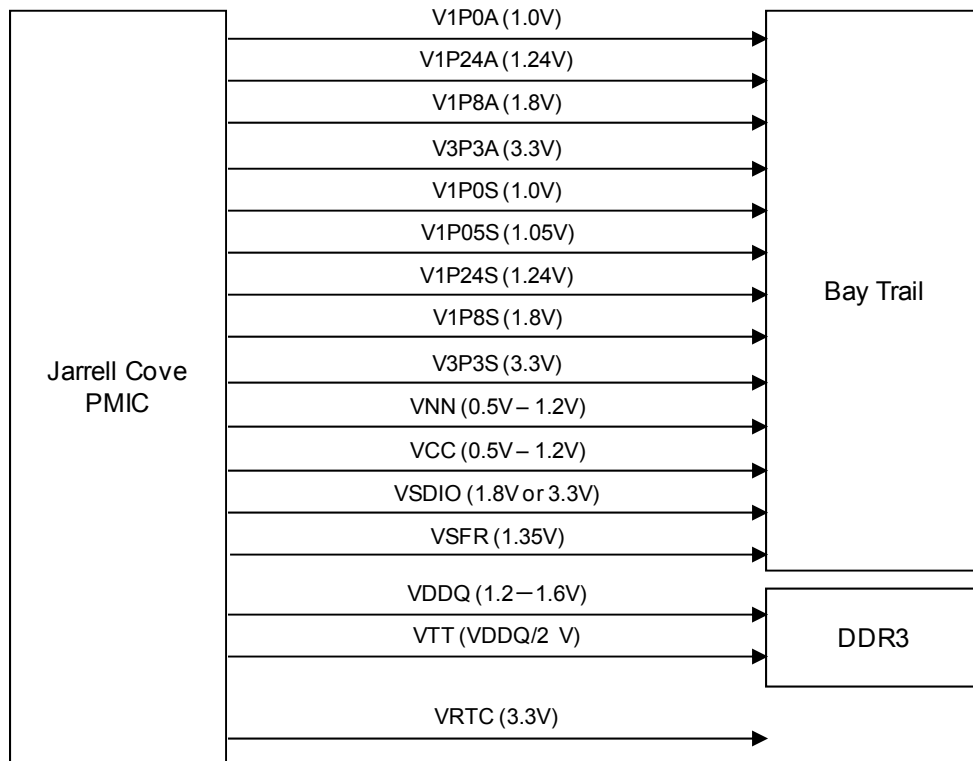 V1P0A (1.0V)
V1P24A (1.24V)
V1P8A (1.8V)
V3P3A (3.3V)
V1P0S (1.0V)
V1P05S (1.05V)
V1P24S (1.24V)
V1P8S (1.8V)
V3P3S (3.3V)
VNN (0.5V – 1.2V)
VCC (0.5V – 1.2V)
VSDIO (1.8V or 3.3V)
VSFR (1.35V)
VDDQ (1.2－1.6V)
VTT (VDDQ/2 V)
VRTC (3.3V)
Jarrell Cove
PMIC
Bay Trail
DDR3